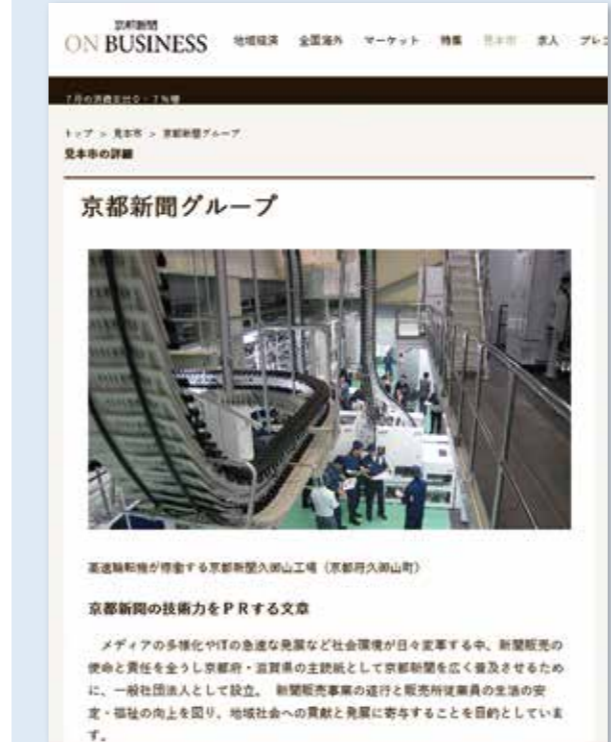 京都新聞
ON BUSINESS
地域経済 全国海外 マーケット 特集 見本市 求人 プレ
7月の消費支出0・7%増
トップ > 見本市 > 京都新聞グループ
見本市の詳細
京都新聞グループ
高速輪転機が稼働する京都新聞久御山工場(京都府久御山町)
京都新聞の技術力をPRする文章
メディアの多様化やITの急速な発展など社会環境が日々変革する中、新聞販売の
使命と責任を全うし京都府・滋賀県の主読紙として京都新聞を広く普及させるため
に、一般社団法人として設立。 新聞販売事業の遂行と販売所従業員の生活の安
定・福祉の向上を図り、地域社会への貢献と発展に寄与することを目的としていま
す。